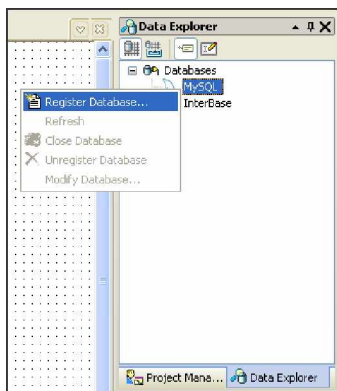 Data Explorer
Databases
MySQL
InterBase
Register Database...
Refresh
Close Database
Unregister Database
Modify Database...
Project Mana...
Data Explorer